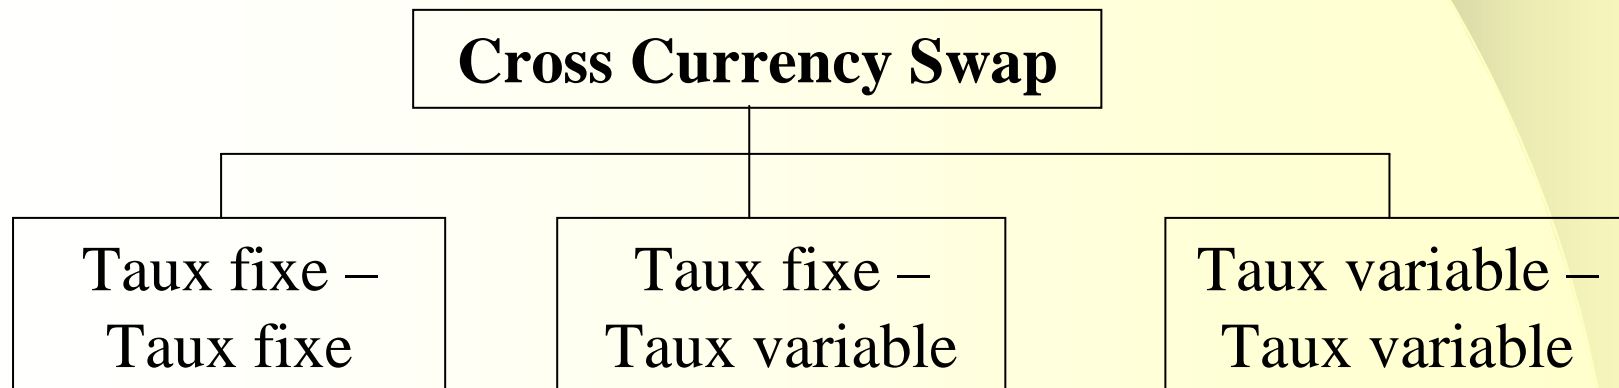 Cross Currency Swap
Taux fixe –
Taux fixe
Taux fixe –
Taux variable
Taux variable –
Taux variable